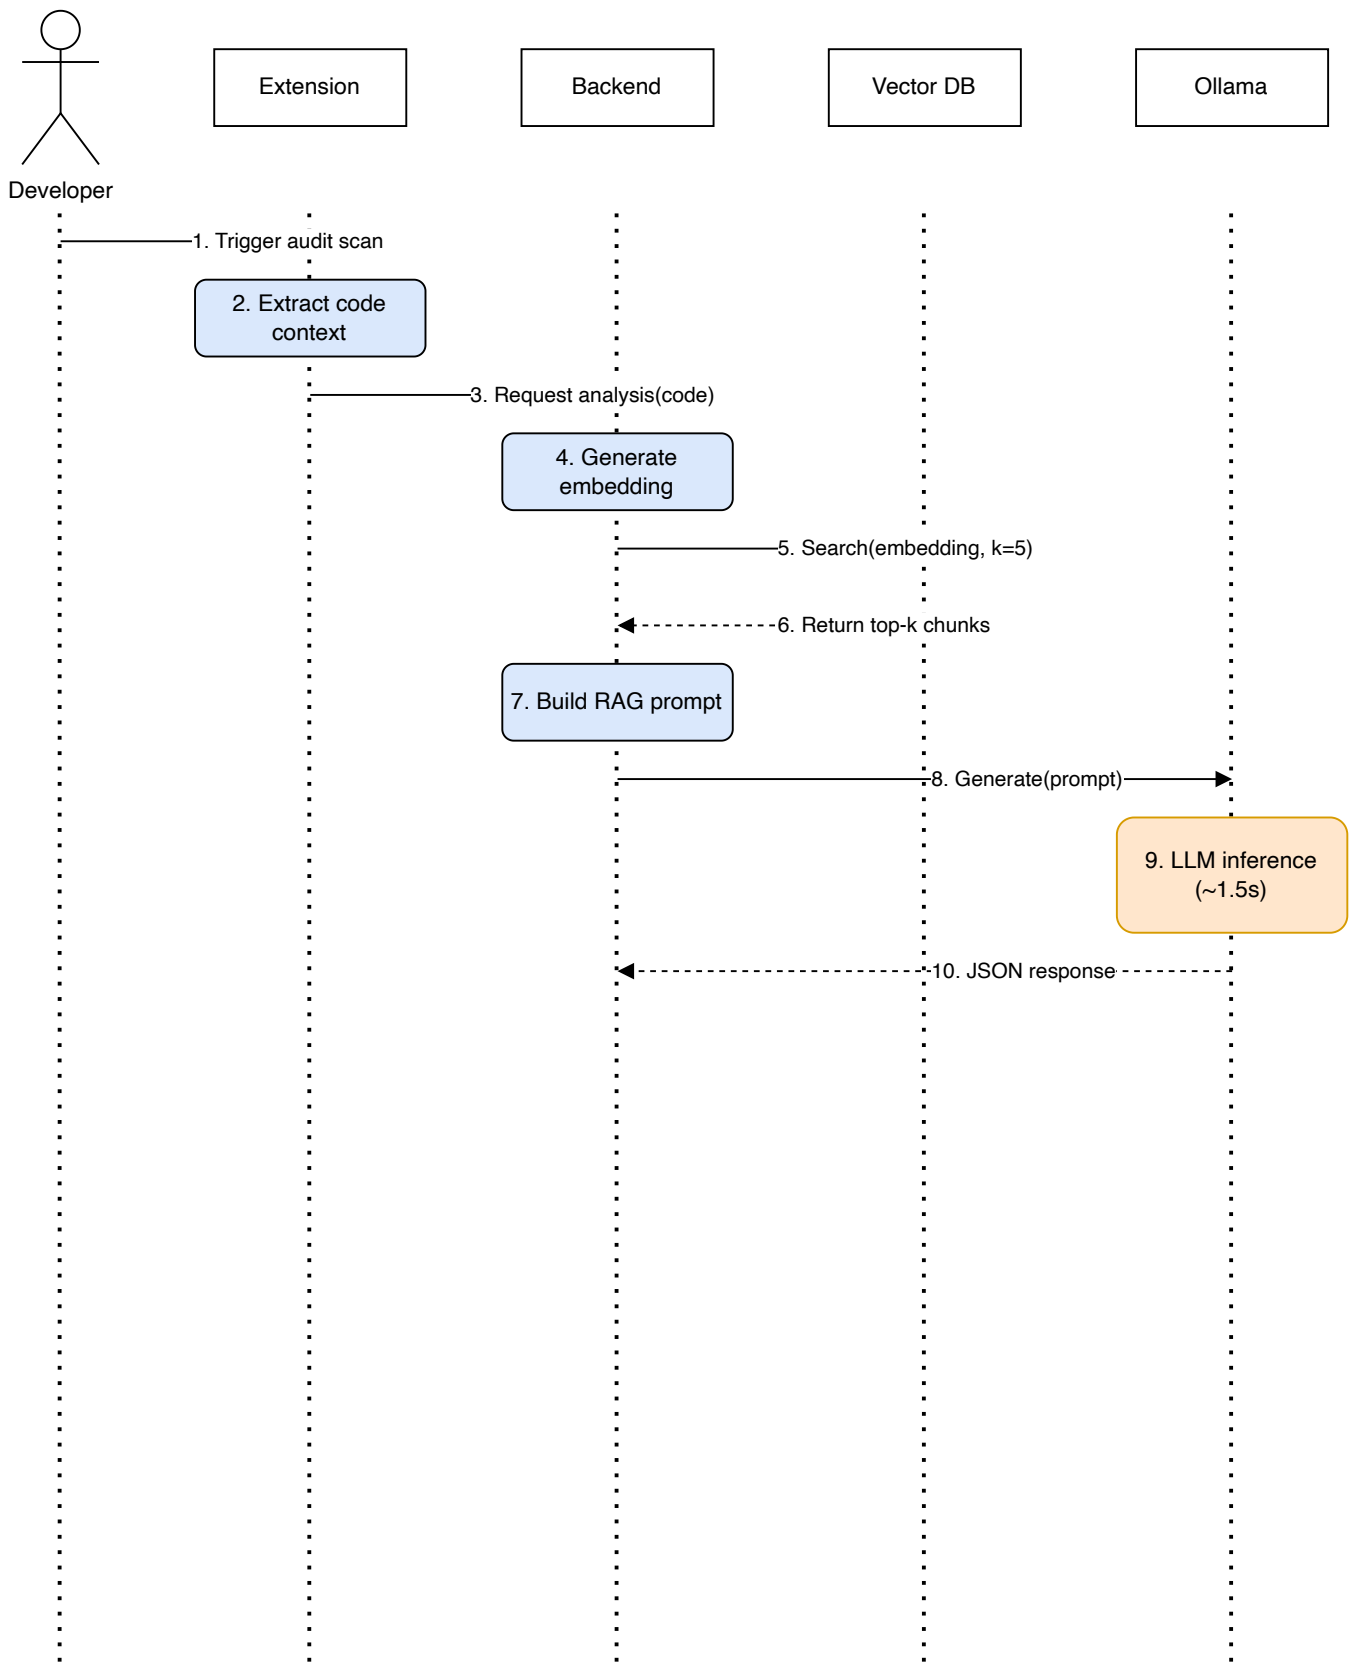 Extension
Backend
Vector DB
Ollama
Developer
1. Trigger audit scan
2. Extract code
context
3. Request analysis(code)
4. Generate
embedding
5. Search(embedding, k=5)
6. Return top-k chunks
7. Build RAG prompt
8. Generate(prompt)
9. LLM inference
(~1.5s)
10. JSON response